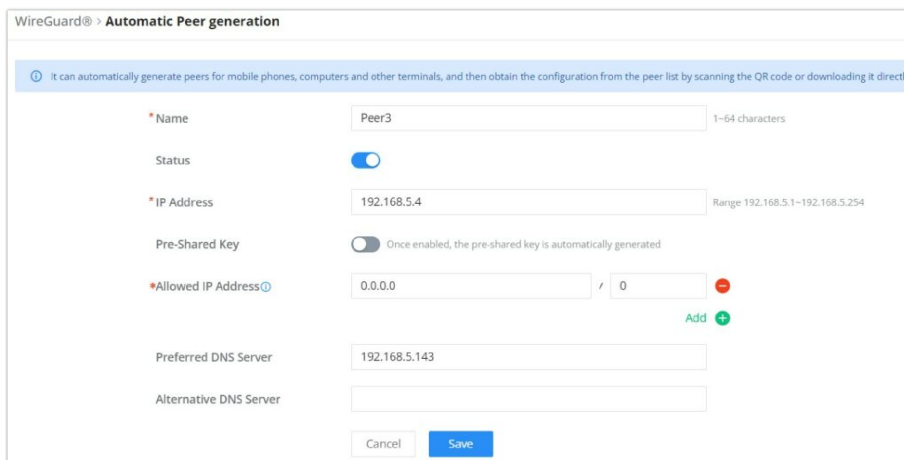 WireGuard® > Automatic Peer generation
It can automatically generate peers for mobile phones, computers and other terminals, and then obtain the configuration from the peer list by scanning the QR code or downloading it directl
*Name Peer3 1~64 characters
Status
*IP Address 192.168.5.4 Range 192.168.5.1~192.168.5.254
Pre-Shared Key Once enabled, the pre-shared key is automatically generated
*Allowed IP Address 0.0.0.0 / 0
Add
Preferred DNS Server 192.168.5.143
Alternative DNS Server
Cancel Save